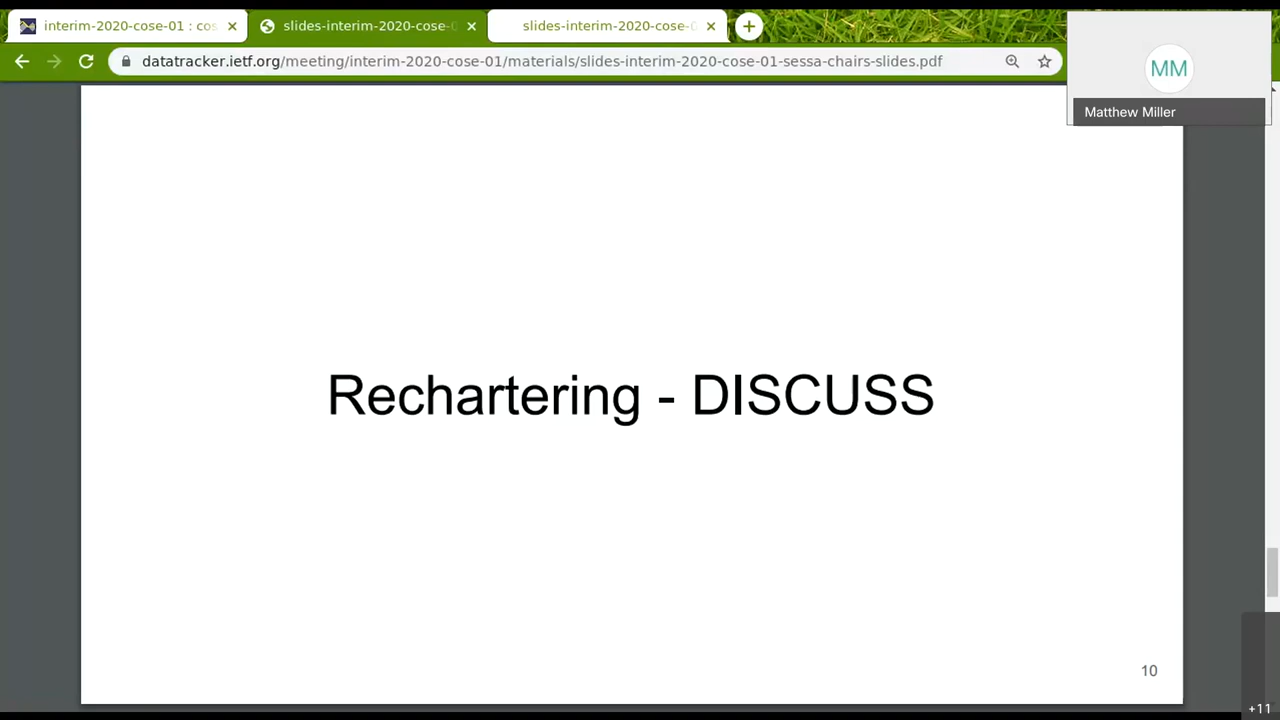 interim-2020-cose-01 : cos
slides-interim-2020-cose-0
slides-interim-2020-cose-0
datatracker.ietf.org/meeting/interim-2020-cose-01/materials/slides-interim-2020-cose-01-sessa-chairs-slides.pdf
MM
Matthew Miller
Rechartering - DISCUSS
10
+11